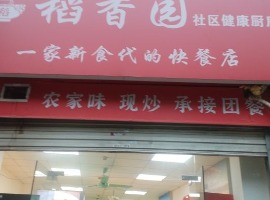 稻香园 社区健康厨房
一家新食代的快餐店
农家味 现炒 承接团餐